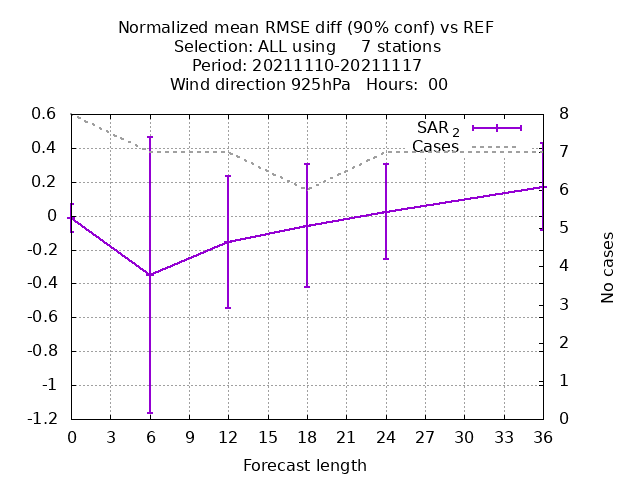 Normalized mean RMSE diff (90% conf) vs REF
Selection: ALL using     7 stations
Period: 20211110-20211117
Wind direction 925hPa   Hours:  00
SAR 2
Cases
0.6
0.4
0.2
0
-0.2
-0.4
-0.6
-0.8
-1
-1.2
8
7
6
5
4
3
2
1
0
No cases
0 3 6 9 12 15 18 21 24 27 30 33 36
Forecast length